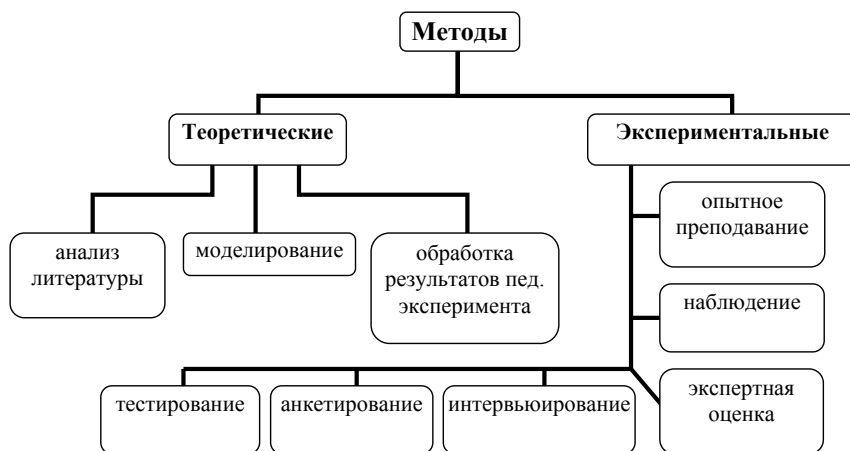 Методы
Теоретические
Экспериментальные
анализ
литературы
моделирование
обработка
результатов пед.
эксперимента
опытное
преподавание
наблюдение
экспертная
оценка
тестирование
анкетирование
интервьюирование